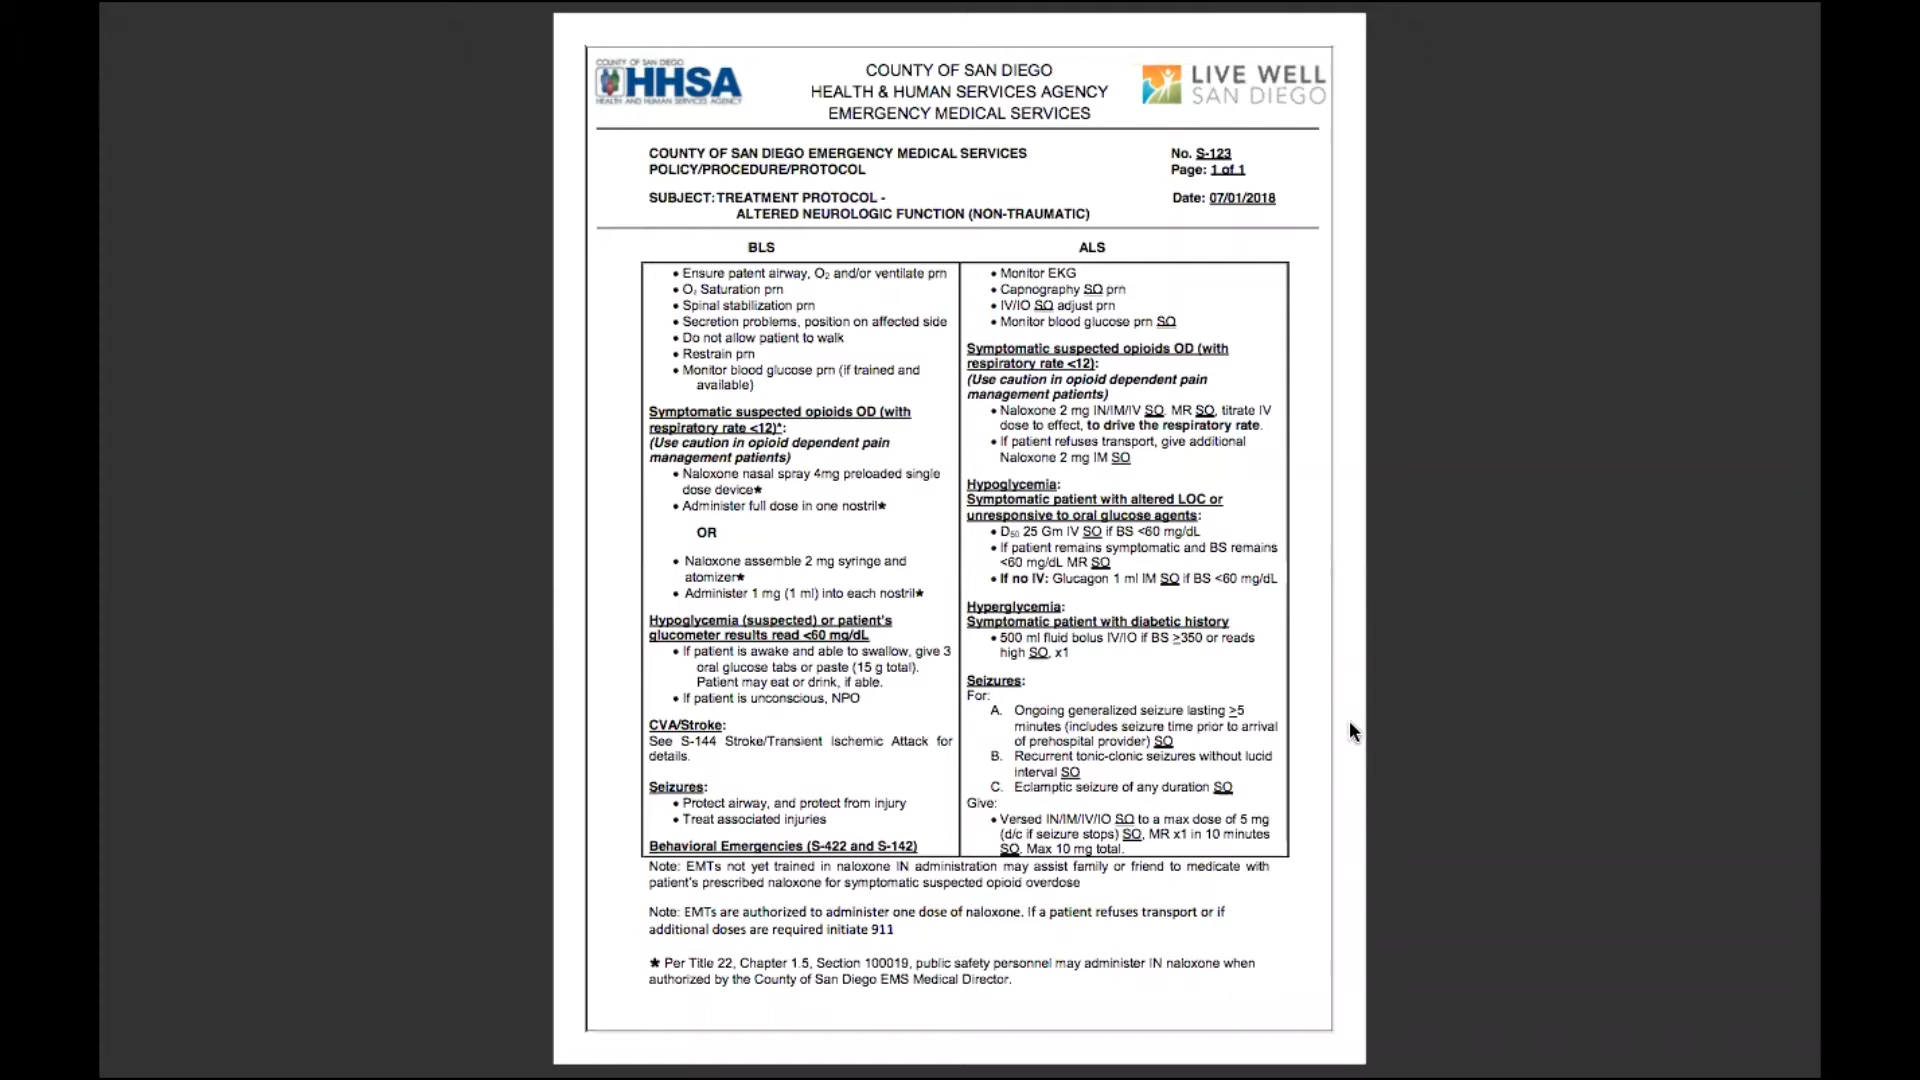 COUNTY OF SAN DIEGO
HHSA
HEALTH AND HUMAN SERVICES AGENCY
COUNTY OF SAN DIEGO
HEALTH & HUMAN SERVICES AGENCY
EMERGENCY MEDICAL SERVICES
LIVE WELL
SAN DIEGO
COUNTY OF SAN DIEGO EMERGENCY MEDICAL SERVICES
POLICY/PROCEDURE/PROTOCOL
No. S-123
Page: 1 of 1
SUBJECT: TREATMENT PROTOCOL -
ALTERED NEUROLOGIC FUNCTION (NON-TRAUMATIC)
Date: 07/01/2018
BLS
• Ensure patent airway, O₂ and/or ventilate prn
• O₂ Saturation prn
• Spinal stabilization prn
• Secretion problems, position on affected side
• Do not allow patient to walk
• Restrain prn
• Monitor blood glucose prn (if trained and
available)
Symptomatic suspected opioids OD (with
respiratory rate <12)*:
(Use caution in opioid dependent pain
management patients)
• Naloxone nasal spray 4mg preloaded single
dose device★
• Administer full dose in one nostril★
OR
• Naloxone assemble 2 mg syringe and
atomizer★
• Administer 1 mg (1 ml) into each nostril★
Hypoglycemia (suspected) or patient's
glucometer results read <60 mg/dL
• If patient is awake and able to swallow, give 3
oral glucose tabs or paste (15 g total).
Patient may eat or drink, if able.
• If patient is unconscious, NPO
CVA/Stroke:
See S-144 Stroke/Transient Ischemic Attack for
details.
Seizures:
• Protect airway, and protect from injury
• Treat associated injuries
Behavioral Emergencies (S-422 and S-142)
ALS
• Monitor EKG
• Capnography SO prn
• IV/IO SO adjust prn
• Monitor blood glucose prn SO
Symptomatic suspected opioids OD (with
respiratory rate <12):
(Use caution in opioid dependent pain
management patients)
• Naloxone 2 mg IN/IM/IV SO. MR SO, titrate IV
dose to effect, to drive the respiratory rate.
• If patient refuses transport, give additional
Naloxone 2 mg IM SO
Hypoglycemia:
Symptomatic patient with altered LOC or
unresponsive to oral glucose agents:
• D₅₀ 25 Gm IV SO if BS <60 mg/dL
• If patient remains symptomatic and BS remains
<60 mg/dL MR SO
• If no IV: Glucagon 1 ml IM SO if BS <60 mg/dL
Hyperglycemia:
Symptomatic patient with diabetic history
• 500 ml fluid bolus IV/IO if BS ≥350 or reads
high SO, x1
Seizures:
For:
A. Ongoing generalized seizure lasting ≥5
minutes (includes seizure time prior to arrival
of prehospital provider) SO
B. Recurrent tonic-clonic seizures without lucid
interval SO
C. Eclamptic seizure of any duration SO
Give:
• Versed IN/IM/IV/IO SO to a max dose of 5 mg
(d/c if seizure stops) SO, MR x1 in 10 minutes
SO. Max 10 mg total.
Note: EMTs not yet trained in naloxone IN administration may assist family or friend to medicate with
patient's prescribed naloxone for symptomatic suspected opioid overdose
Note: EMTs are authorized to administer one dose of naloxone. If a patient refuses transport or if
additional doses are required initiate 911
★ Per Title 22, Chapter 1.5, Section 100019, public safety personnel may administer IN naloxone when
authorized by the County of San Diego EMS Medical Director.